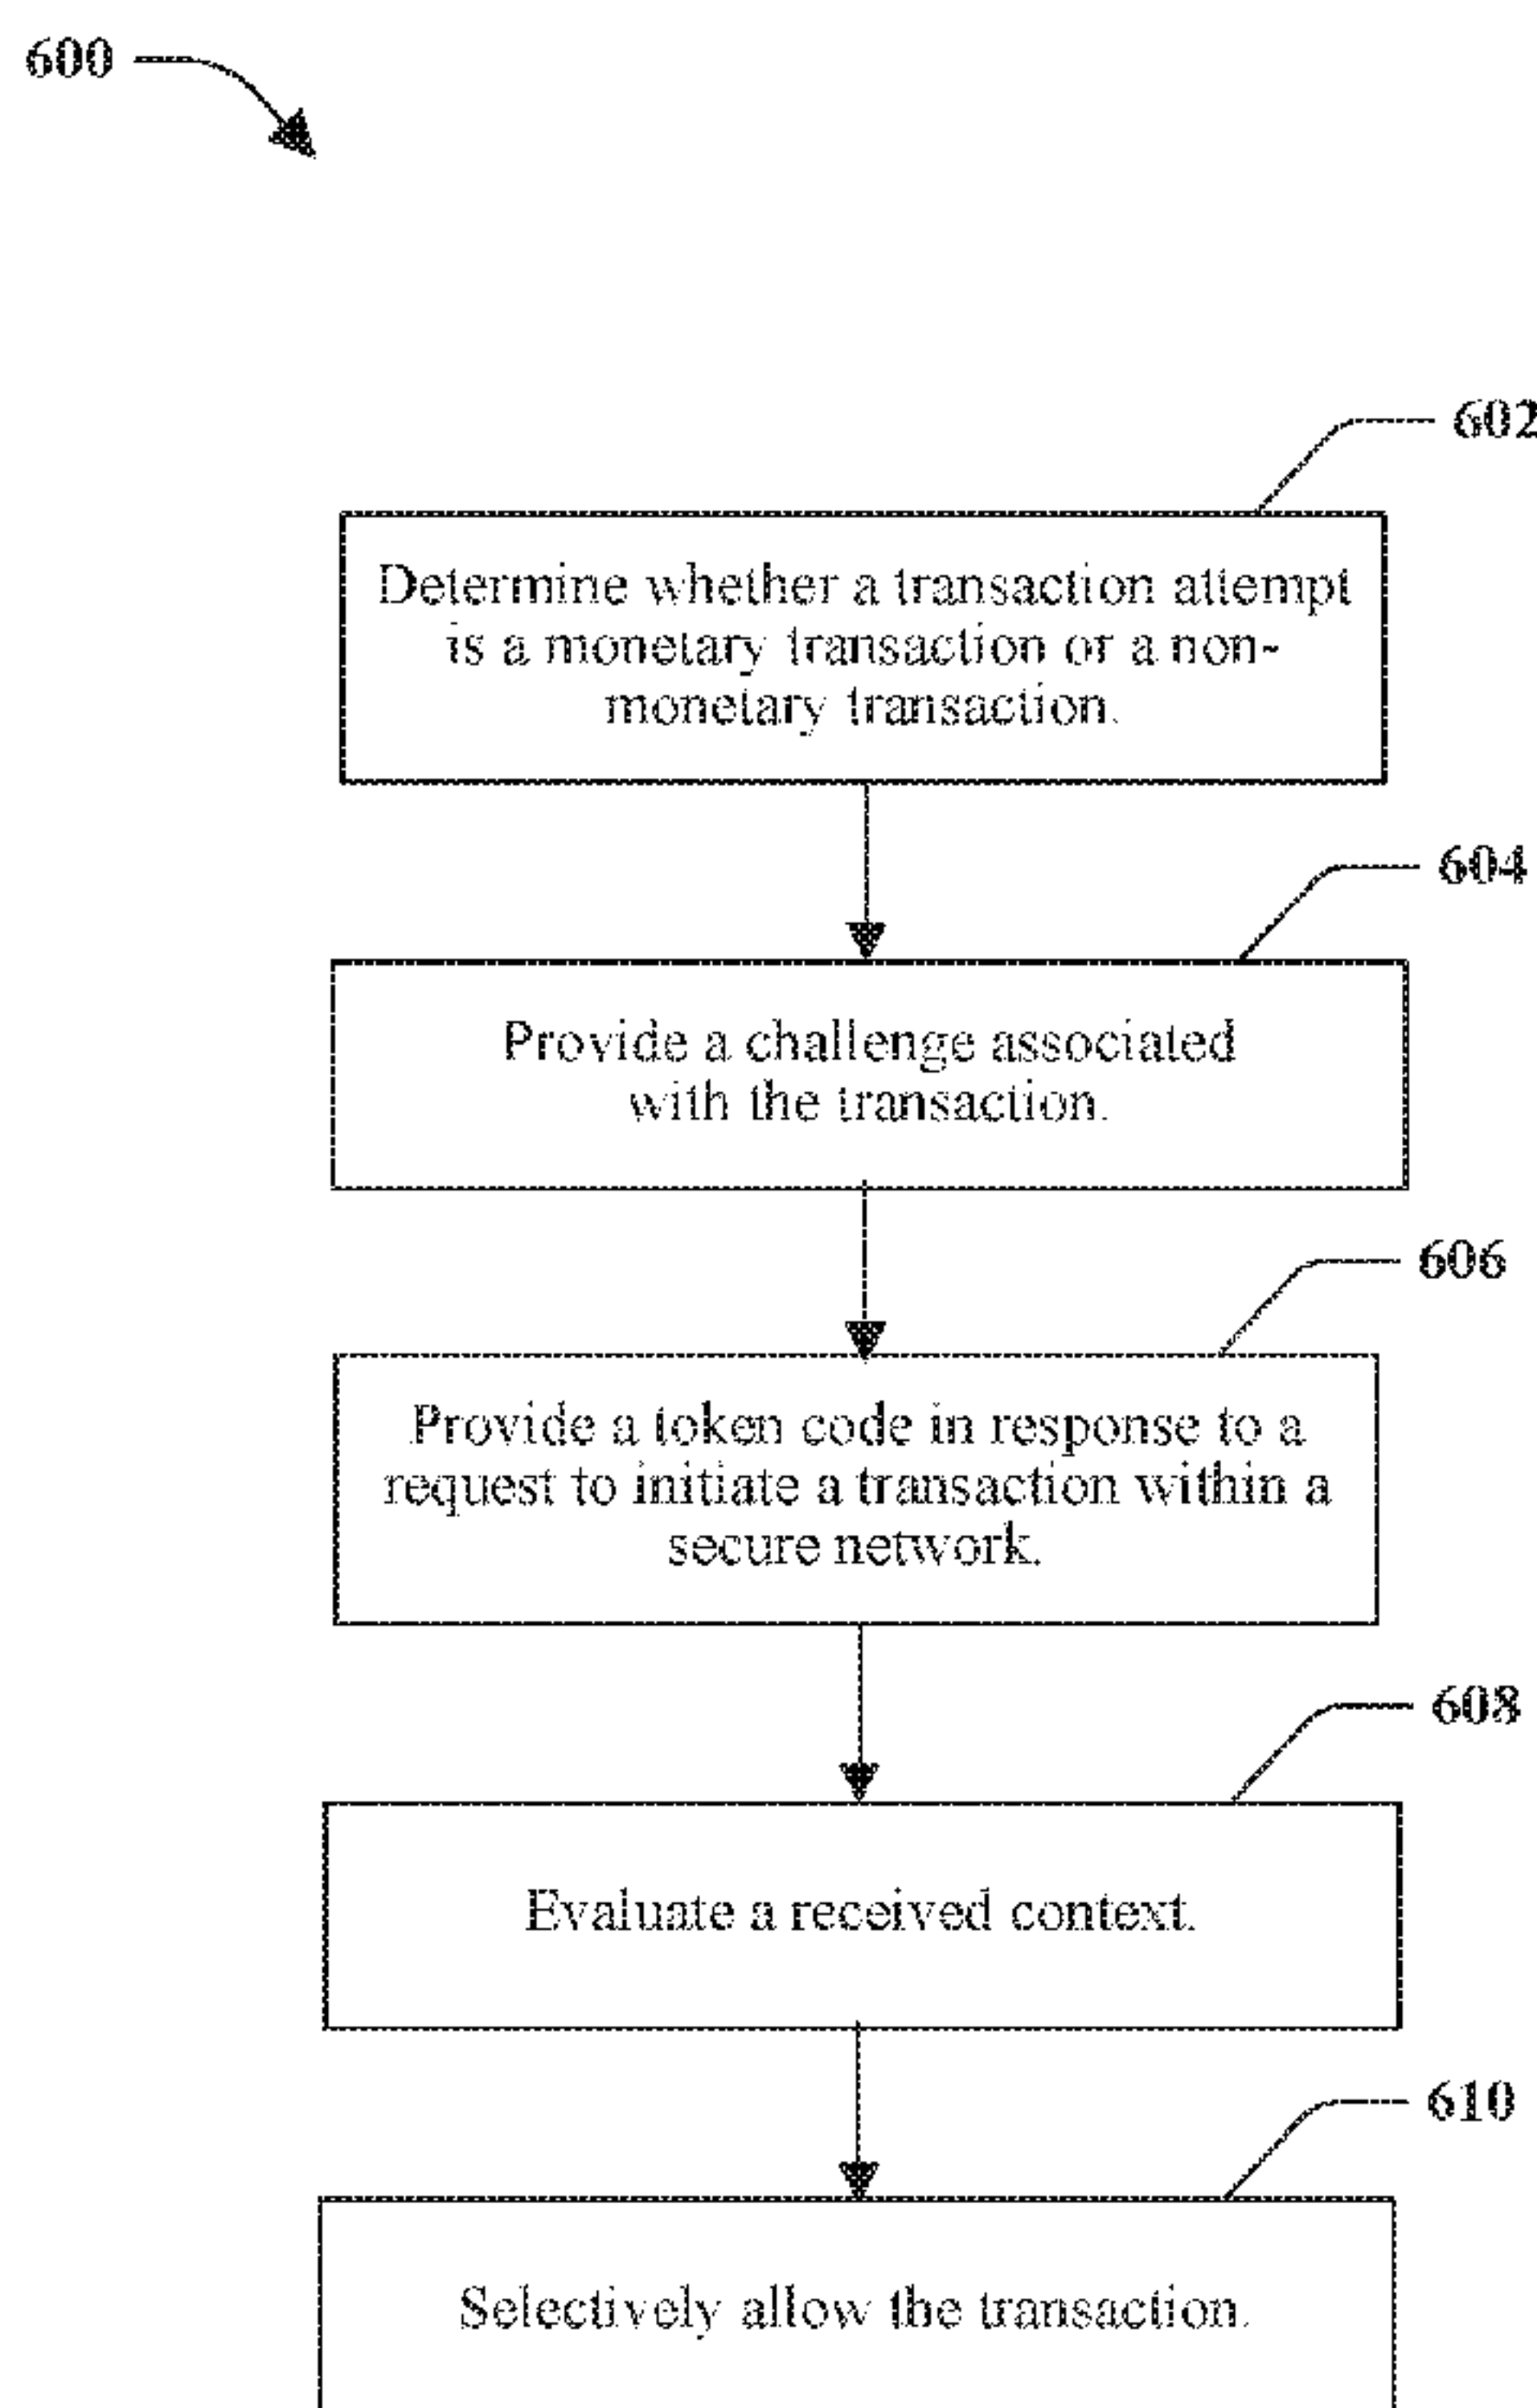 600
602
Determine whether a transaction attempt
is a monetary transaction or a non-
monetary transaction.
604
Provide a challenge associated
with the transaction.
606
Provide a token code in response to a
request to initiate a transaction within a
secure network.
608
Evaluate a received context.
610
Selectively allow the transaction.